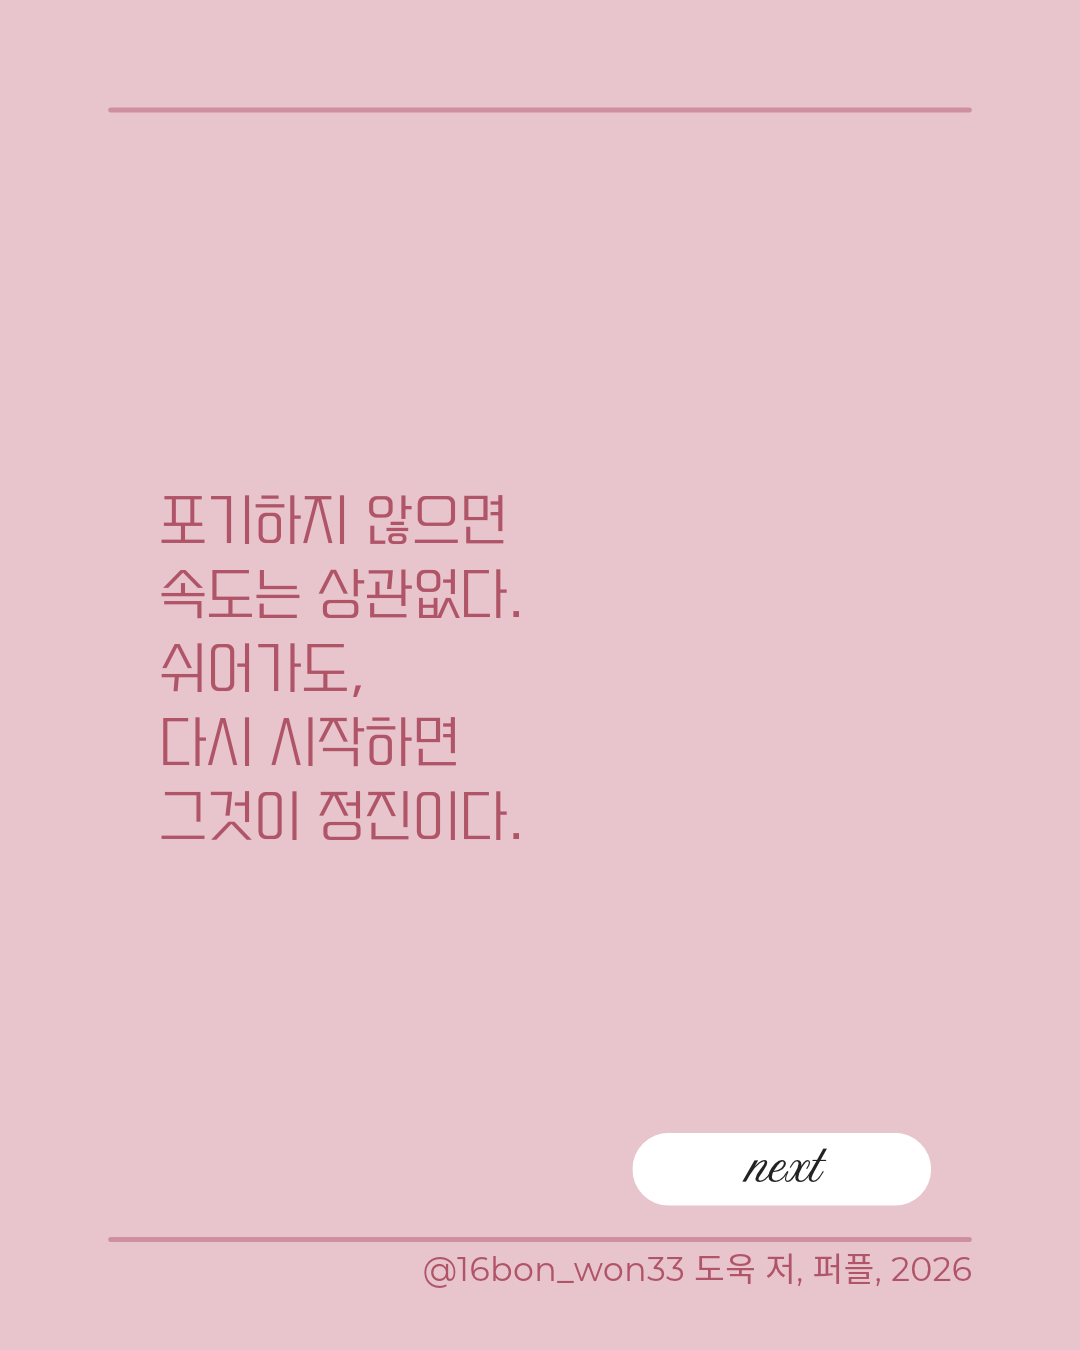 포기하지 않으면
속도는 상관없다.
쉬어가도,
다시 시작하면
그것이 정진이다.
next
@16bon_won33 도욱 저, 퍼플, 2026